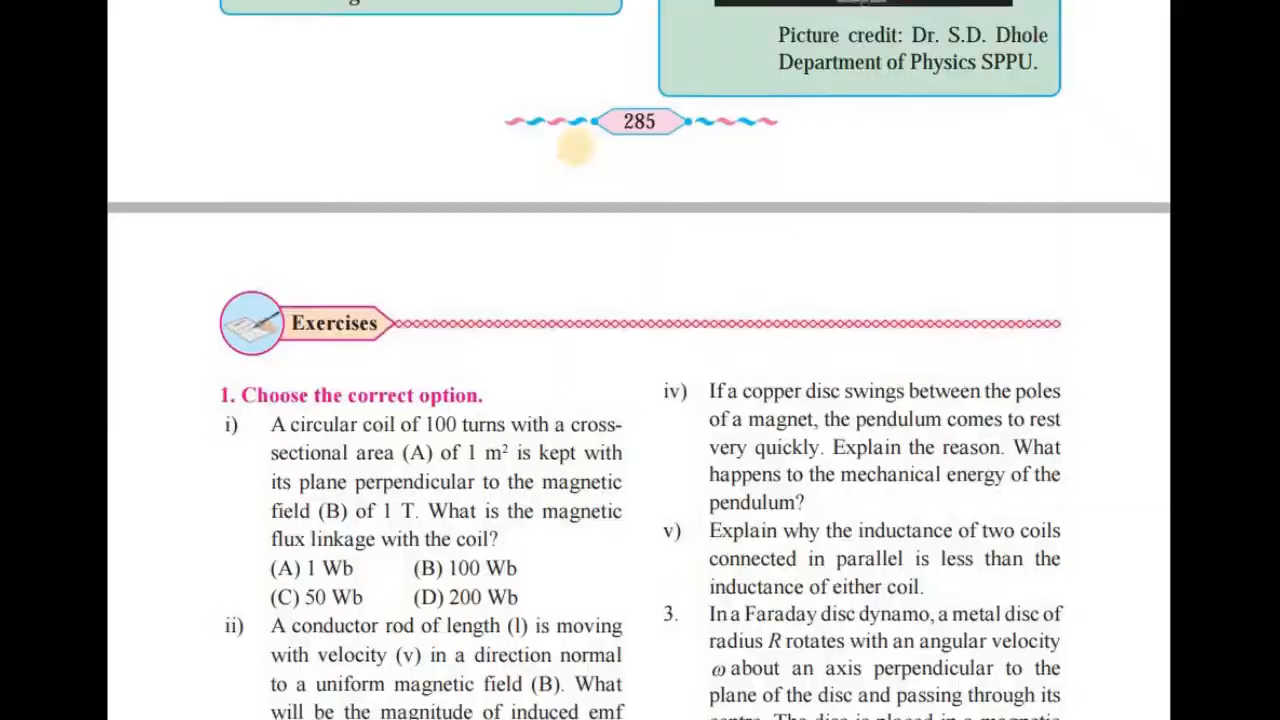 Picture credit: Dr. S.D. Dhole
Department of Physics SPPU.
285
Exercises
1. Choose the correct option.
i) A circular coil of 100 turns with a cross-
sectional area (A) of 1 m² is kept with
its plane perpendicular to the magnetic
field (B) of 1 T. What is the magnetic
flux linkage with the coil?
(A) 1 Wb (B) 100 Wb
(C) 50 Wb (D) 200 Wb
ii) A conductor rod of length (l) is moving
with velocity (v) in a direction normal
to a uniform magnetic field (B). What
will be the magnitude of induced emf
iv) If a copper disc swings between the poles
of a magnet, the pendulum comes to rest
very quickly. Explain the reason. What
happens to the mechanical energy of the
pendulum?
v) Explain why the inductance of two coils
connected in parallel is less than the
inductance of either coil.
3. In a Faraday disc dynamo, a metal disc of
radius R rotates with an angular velocity
ω about an axis perpendicular to the
plane of the disc and passing through its
centre. The disc is placed in a magnetic